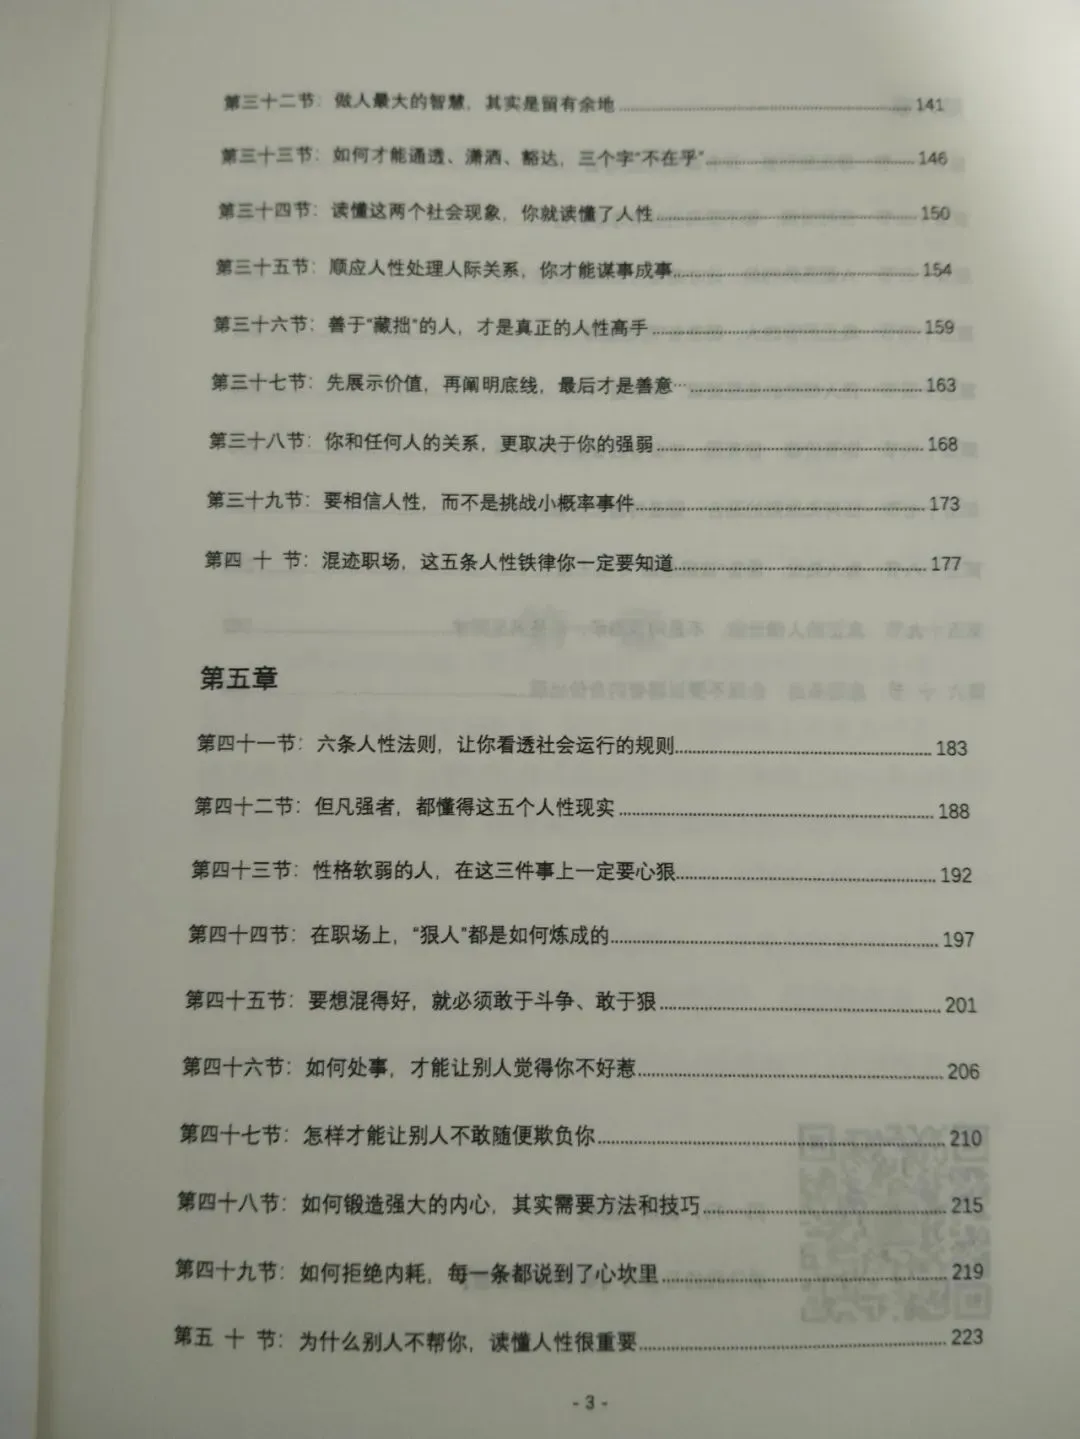 第三十二节：做人最大的智慧，其实是留有余地 141
第三十三节：如何才能通透、潇洒、豁达，三个字“不在乎” 146
第三十四节：读懂这两个社会现象，你就读懂了人性 150
第三十五节：顺应人性处理人际关系，你才能谋事成事 154
第三十六节：善于“藏拙”的人，才是真正的人性高手 159
第三十七节：先展示价值，再阐明底线，最后才是善意… 163
第三十八节：你和任何人的关系，更取决于你的强弱 168
第三十九节：要相信人性，而不是挑战小概率事件 173
第四 十 节：混迹职场，这五条人性铁律你一定要知道 177
第五章
第四十一节：六条人性法则，让你看透社会运行的规则 183
第四十二节：但凡强者，都懂得这五个人性现实 188
第四十三节：性格软弱的人，在这三件事上一定要心狠 192
第四十四节：在职场上，“狠人”都是如何炼成的 197
第四十五节：要想混得好，就必须敢于斗争、敢于狠 201
第四十六节：如何处事，才能让别人觉得你不好惹 206
第四十七节：怎样才能让别人不敢随便欺负你 210
第四十八节：如何锻造强大的内心，其实需要方法和技巧 215
第四十九节：如何拒绝内耗，每一条都说到了心坎里 219
第五 十 节：为什么别人不帮你，读懂人性很重要 223
- 3 -